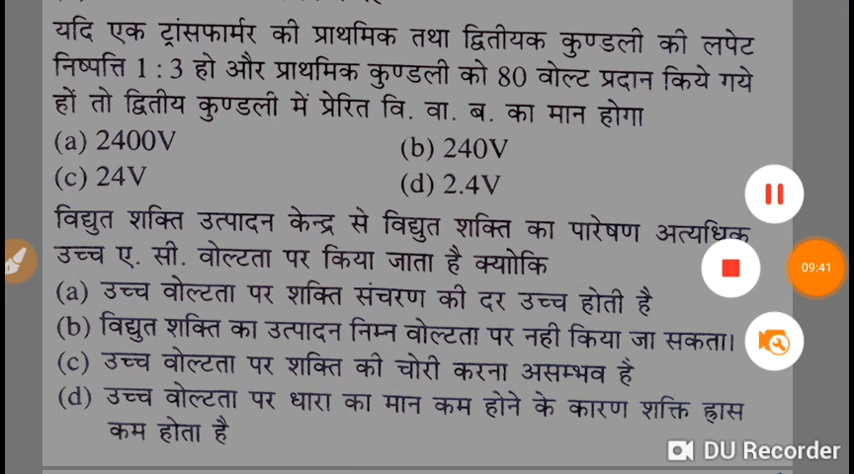 यदि एक ट्रांसफार्मर की प्राथमिक तथा द्वितीयक कुण्डली की लपेट
निष्पत्ति 1 : 3 हो और प्राथमिक कुण्डली को 80 वोल्ट प्रदान किये गये
हों तो द्वितीय कुण्डली में प्रेरित वि. वा. ब. का मान होगा
(a) 2400V (b) 240V
(c) 24V (d) 2.4V
विद्युत शक्ति उत्पादन केन्द्र से विद्युत शक्ति का पारेषण अत्यधिक
उच्च ए. सी. वोल्टता पर किया जाता है क्योोकि
(a) उच्च वोल्टता पर शक्ति संचरण की दर उच्च होती है
(b) विद्युत शक्ति का उत्पादन निम्न वोल्टता पर नही किया जा सकता।
(c) उच्च वोल्टता पर शक्ति की चोरी करना असम्भव है
(d) उच्च वोल्टता पर धारा का मान कम होने के कारण शक्ति ह्रास
कम होता है
09:41
DU Recorder